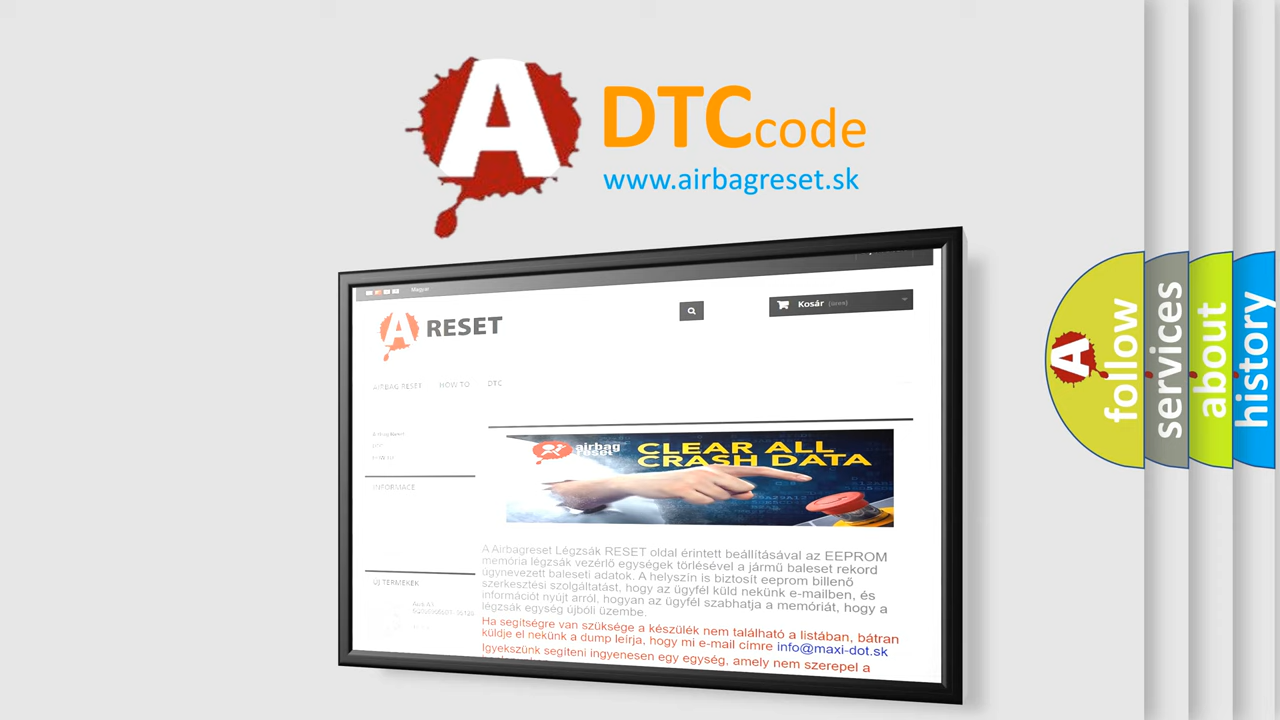 A
DTCcode
www.airbagreset.sk
Magyar
Kosár
A RESET
AIRBAG RESET HOW TO DTC
airbag reset
CLEAR ALL
CRASH DATA
INFORMACE
ÚJ TERMÉKEK
A Airbagreset Légzsák RESET oldal érintett beállításával az EEPROM
memória légzsák vezérlő egységek törlésével a jármű baleset rekord
úgynevezett baleseti adatok. A helyszín is biztosít eeprom billenő
szerkesztési szolgáltatást, hogy az ügyfél küld nekünk e-mailben, és
információt nyújt arról, hogyan az ügyfél szabhatja a memóriát, hogy a
légzsák egység újbóli üzembe.
Ha segítségre van szüksége a készülék nem található a listában, bátran
küldje el nekünk a dump leírja, hogy mi e-mail címre info@maxi-dot.sk
Igyekszünk segíteni ingyenesen egy egység, amely nem szerepel a
A
follow
services
about
history